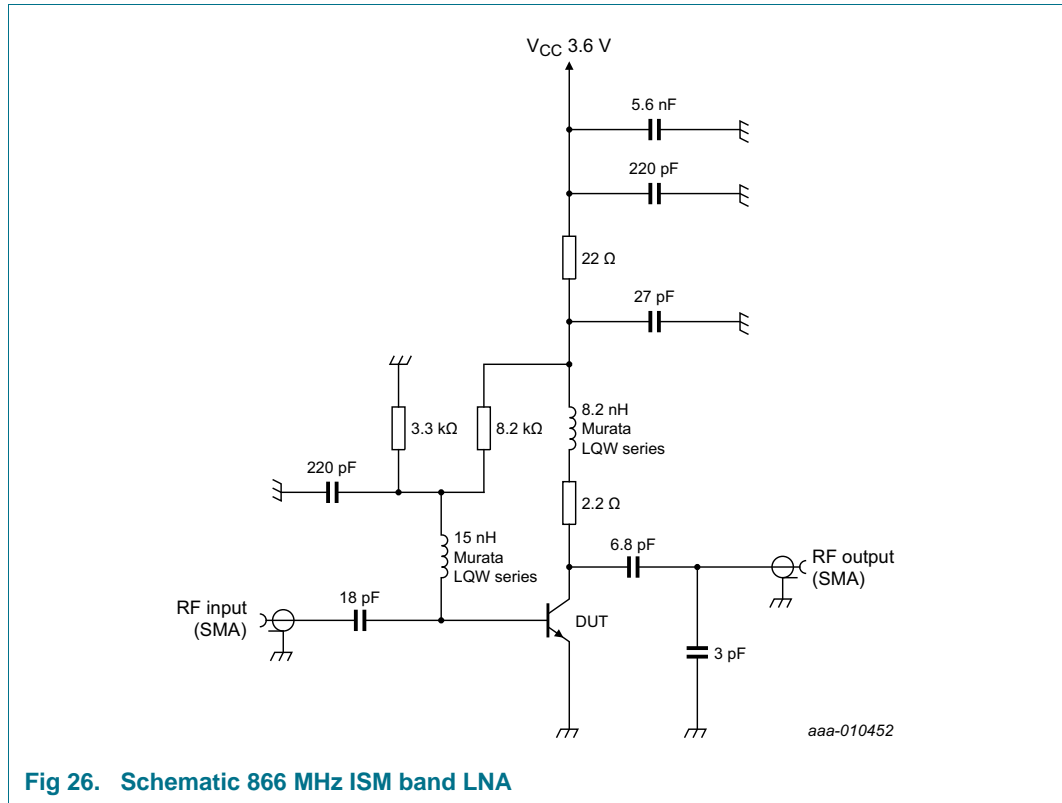 VCC 3.6 V
5.6 nF
220 pF
22 Ω
27 pF
3.3 kΩ
8.2 kΩ
8.2 nH
Murata
LQW series
220 pF
2.2 Ω
15 nH
Murata
LQW series
6.8 pF
RF output
(SMA)
RF input
(SMA)
18 pF
DUT
3 pF
aaa-010452
Fig 26. Schematic 866 MHz ISM band LNA